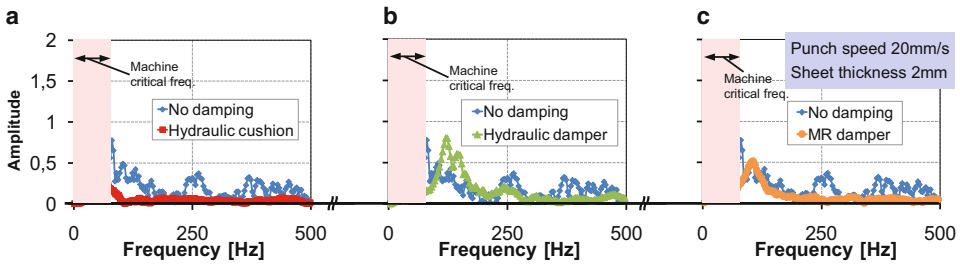 a
Amplitude
2
1,5
1
0,5
0
Machine
critical freq.
No damping
Hydraulic cushion
0
250
500
Frequency [Hz]
b
Machine
critical freq.
No damping
Hydraulic damper
0
250
500
Frequency [Hz]
c
Punch speed 20mm/s
Sheet thickness 2mm
Machine
critical freq.
No damping
MR damper
0
250
500
Frequency [Hz]